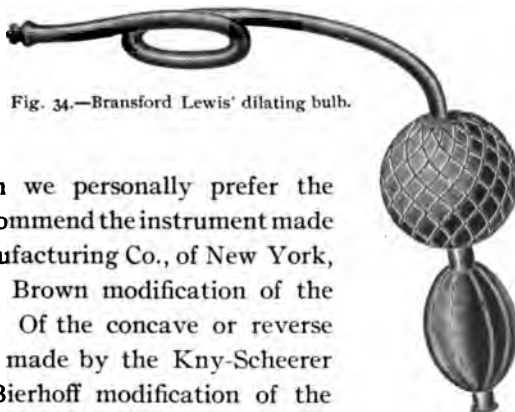 Fig. 34.—Bransford Lewis' dilating bulb.
we personally prefer the
ommend the instrument made
ufacturing Co., of New York,
Brown modification of the
Of the concave or reverse
made by the Kny-Scheerer
Bierhoff modification of the